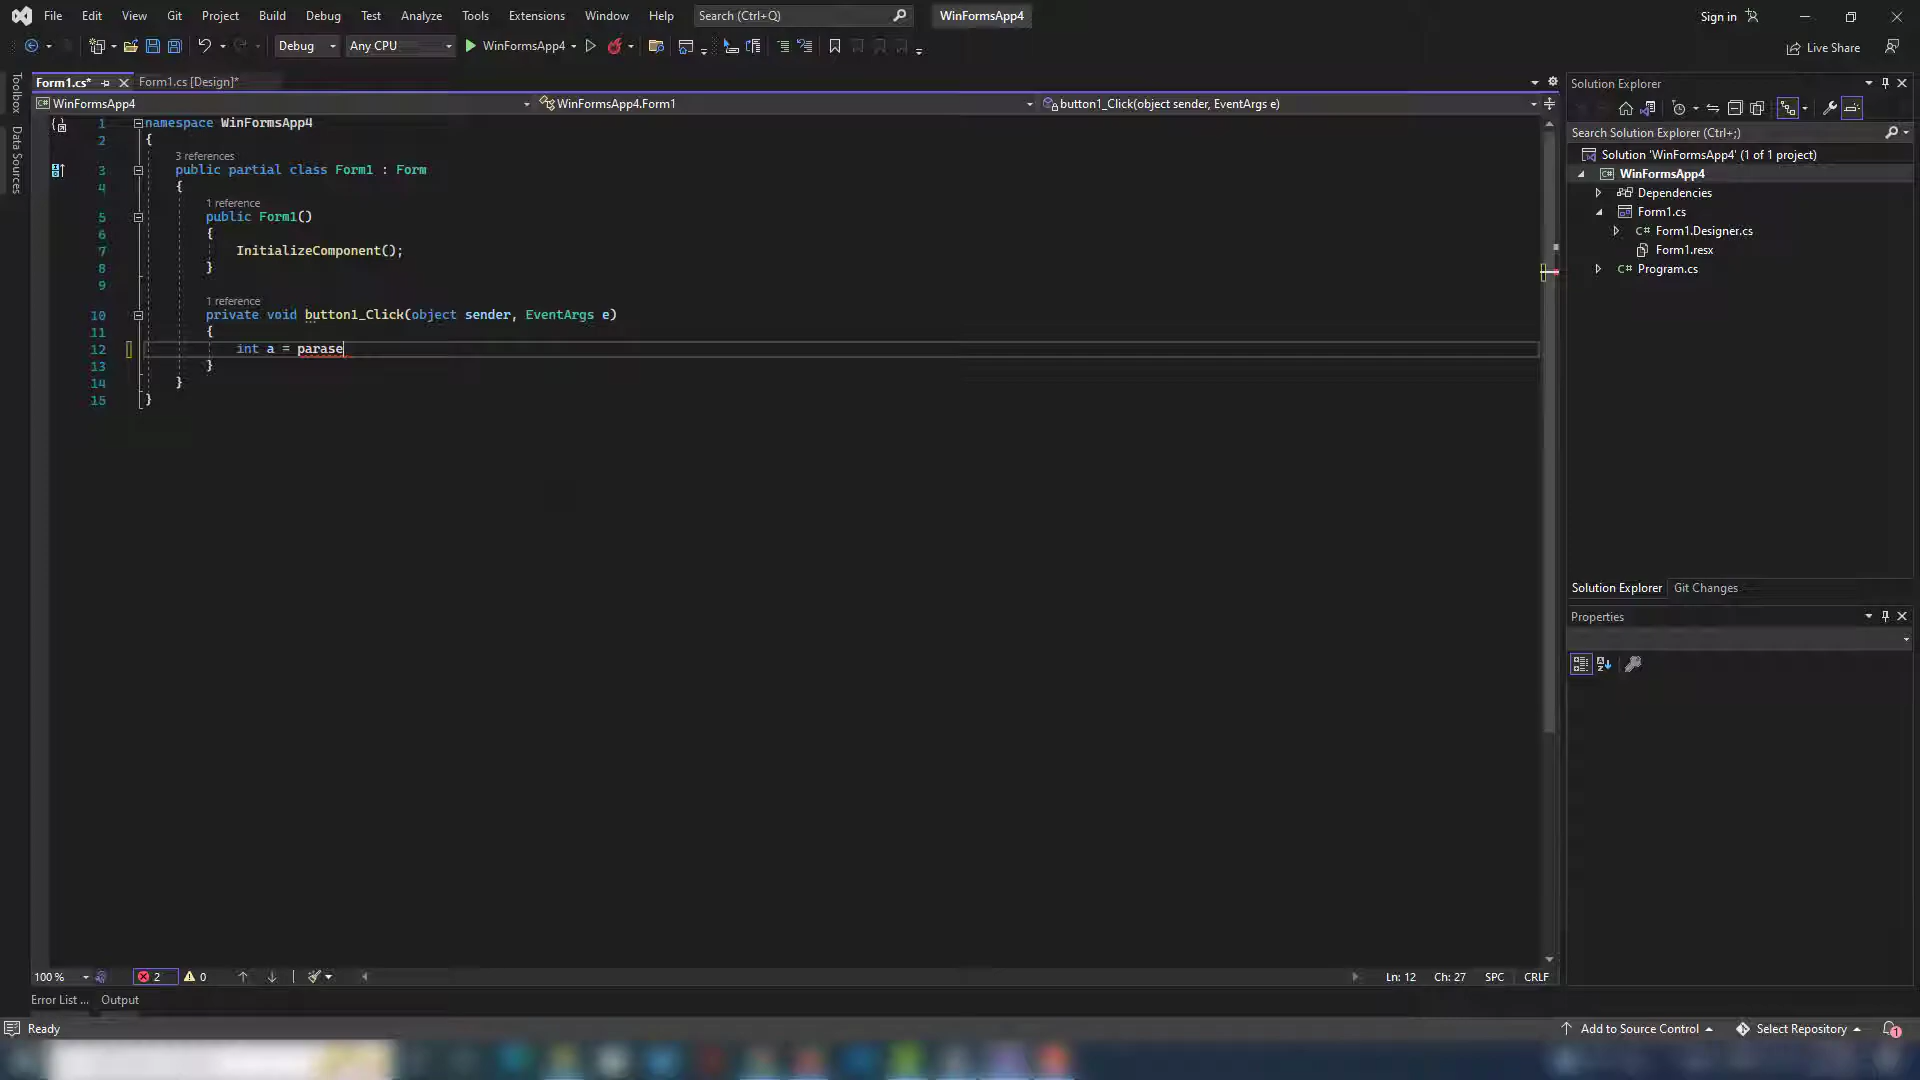 File Edit View Git Project Build Debug Test Analyze Tools Extensions Window Help Search (Ctrl+Q) WinFormsApp4 Sign in
Debug Any CPU WinFormsApp4 Live Share
Form1.cs* Form1.cs [Design]*
WinFormsApp4 WinFormsApp4.Form1 button1_Click(object sender, EventArgs e)
Toolbox
Data Sources
1 namespace WinFormsApp4
2 {
3 references
3 public partial class Form1 : Form
4 {
1 reference
5 public Form1()
6 {
7 InitializeComponent();
8 }
9
1 reference
10 private void button1_Click(object sender, EventArgs e)
11 {
12 int a = parase
13 }
14 }
15 }
100 % 2 0 Ln: 12 Ch: 27 SPC CRLF
Error List ... Output
Ready Add to Source Control Select Repository 1
Solution Explorer
Search Solution Explorer (Ctrl+;)
Solution 'WinFormsApp4' (1 of 1 project)
WinFormsApp4
Dependencies
Form1.cs
C# Form1.Designer.cs
Form1.resx
C# Program.cs
Solution Explorer Git Changes
Properties